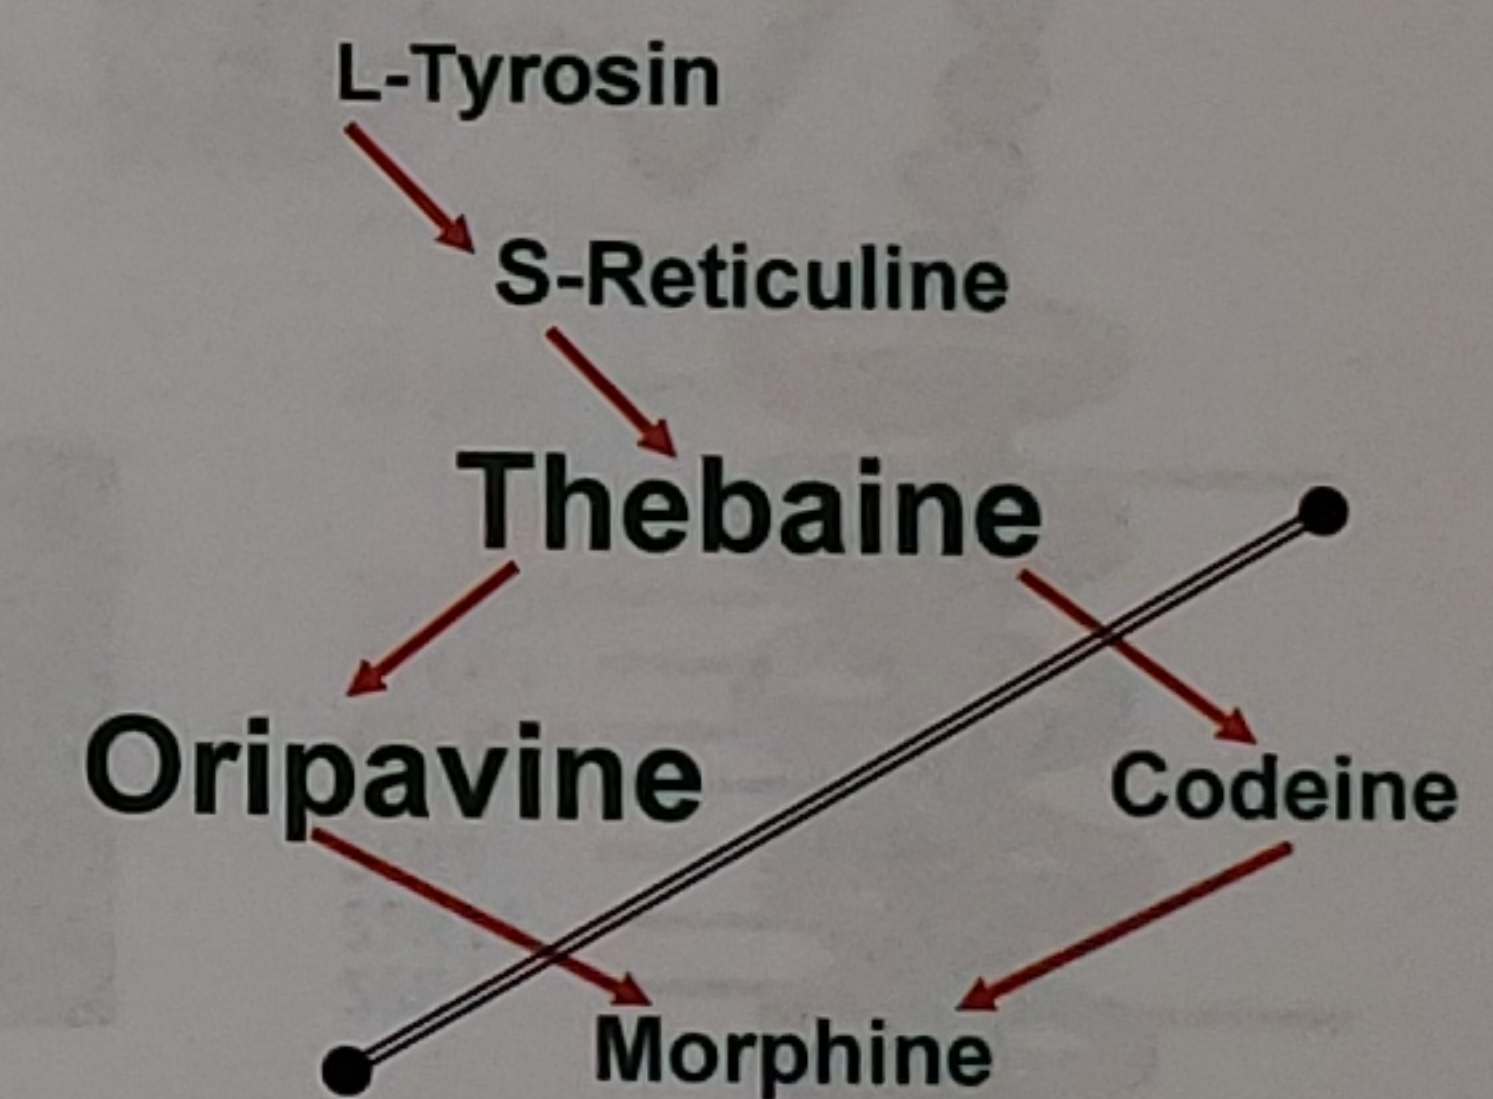 L-Tyrosin
S-Reticuline
Thebaine
Oripavine
Codeine
Morphine